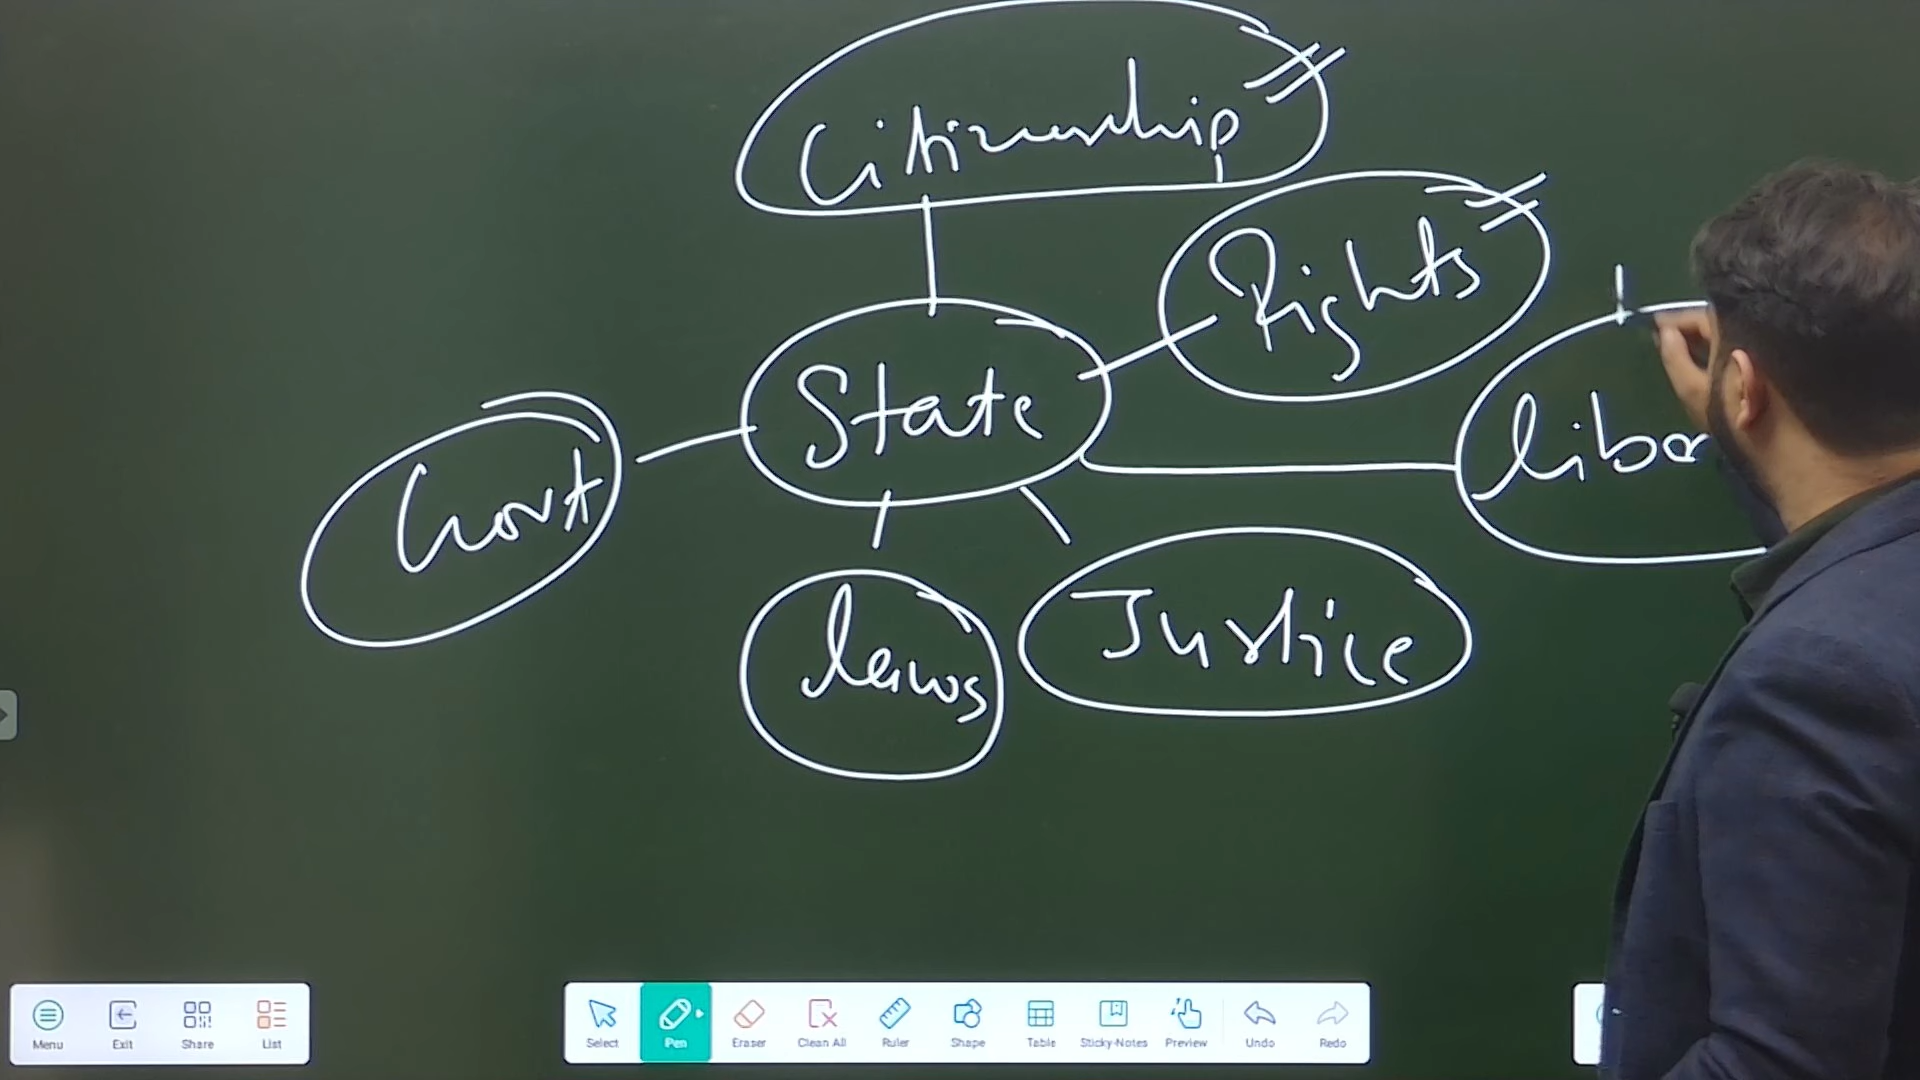 Citizenship
Rights
State
Govt
Laws
Justice
Menu
Exit
Share
List
Select
Pen
Eraser
Clean All
Ruler
Shape
Table
Sticky-Notes
Preview
Undo
Redo